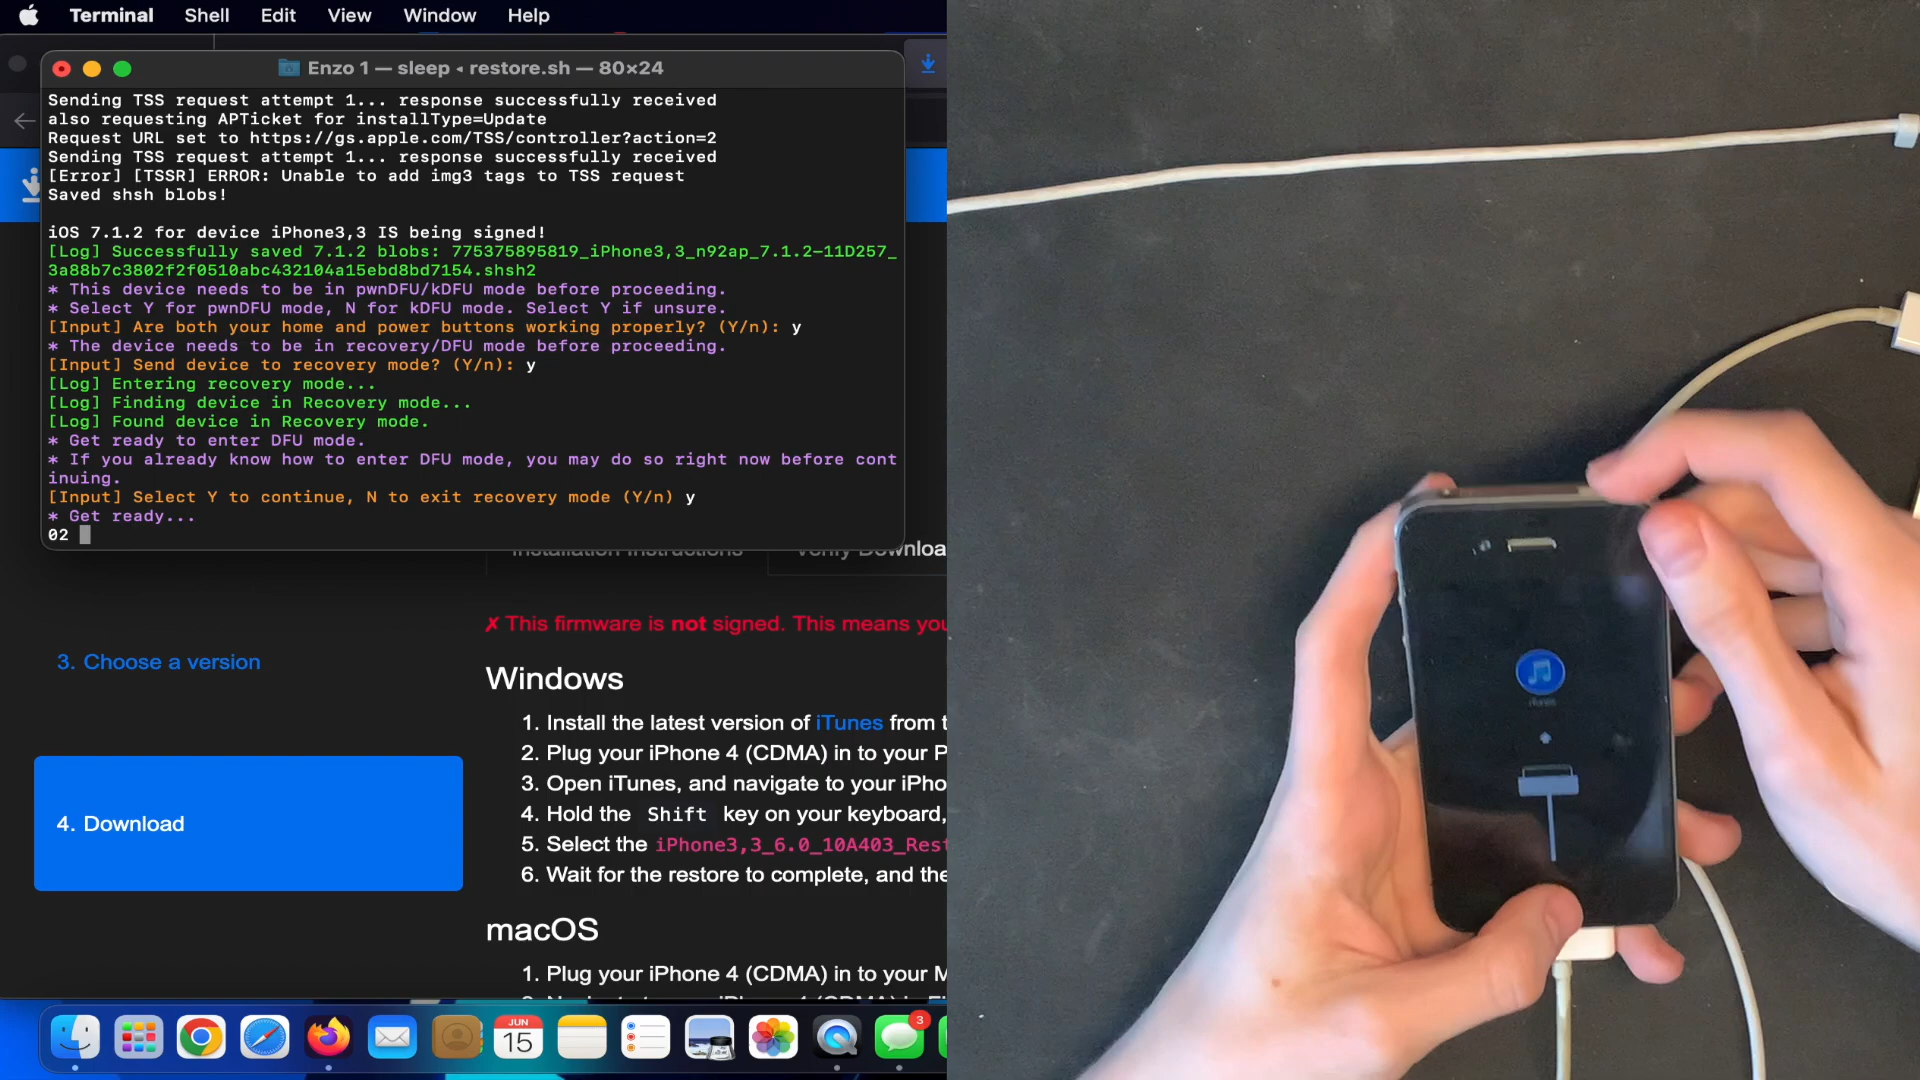 Terminal Shell Edit View Window Help
Enzo 1 — sleep ◂ restore.sh — 80×24
Sending TSS request attempt 1... response successfully received
also requesting APTicket for installType=Update
Request URL set to https://gs.apple.com/TSS/controller?action=2
Sending TSS request attempt 1... response successfully received
[Error] [TSSR] ERROR: Unable to add img3 tags to TSS request
Saved shsh blobs!
iOS 7.1.2 for device iPhone3,3 IS being signed!
[Log] Successfully saved 7.1.2 blobs: 775375895819_iPhone3,3_n92ap_7.1.2-11D257_
3a88b7c3802f2f0510abc432104a15ebd8bd7154.shsh2
* This device needs to be in pwnDFU/kDFU mode before proceeding.
* Select Y for pwnDFU mode, N for kDFU mode. Select Y if unsure.
[Input] Are both your home and power buttons working properly? (Y/n): y
* The device needs to be in recovery/DFU mode before proceeding.
[Input] Send device to recovery mode? (Y/n): y
[Log] Entering recovery mode...
[Log] Finding device in Recovery mode...
[Log] Found device in Recovery mode.
* Get ready to enter DFU mode.
* If you already know how to enter DFU mode, you may do so right now before cont
inuing.
[Input] Select Y to continue, N to exit recovery mode (Y/n) y
* Get ready...
02
Installation Instructions Verify Downloa
✗ This firmware is not signed. This means you
3. Choose a version
4. Download
Windows
1. Install the latest version of iTunes from t
2. Plug your iPhone 4 (CDMA) in to your P
3. Open iTunes, and navigate to your iPho
4. Hold the Shift key on your keyboard,
5. Select the iPhone3,3_6.0_10A403_Rest
6. Wait for the restore to complete, and the
macOS
1. Plug your iPhone 4 (CDMA) in to your M
JUN
15
3
iTunes